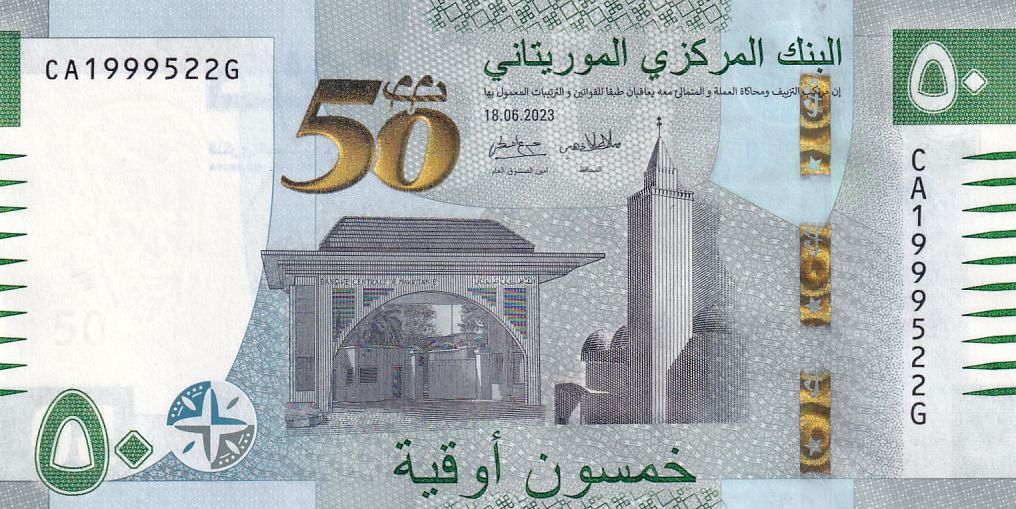 البنك المركزي الموريتاني
CA1999522G
50
إن مرتكب التزييف ومحاكاة العملة و المتمالئ معه يعاقبان طبقا للقوانين و الترتيبات المعمول بها
18.06.2023
المحافظ
أمين الصندوق العام
٥٠
CA1999522G
BANQUE CENTRALE DE MAURITANIE
50
٥٠
خمسون أوقية